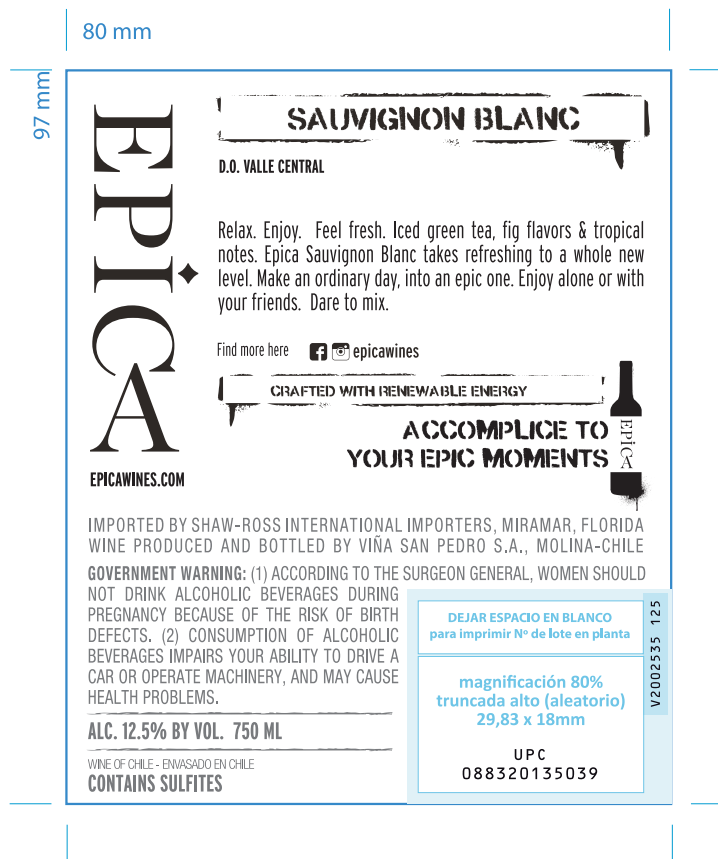 80 mm
97 mm
EPICA
SAUVIGNON BLANC
D.O. VALLE CENTRAL
Relax. Enjoy. Feel fresh. Iced green tea, fig flavors & tropical
notes. Epica Sauvignon Blanc takes refreshing to a whole new
level. Make an ordinary day, into an epic one. Enjoy alone or with
your friends. Dare to mix.
Find more here epicawines
CRAFTED WITH RENEWABLE ENERGY
ACCOMPLICE TO
YOUR EPIC MOMENTS
EPICA
EPICAWINES.COM
IMPORTED BY SHAW-ROSS INTERNATIONAL IMPORTERS, MIRAMAR, FLORIDA
WINE PRODUCED AND BOTTLED BY VIÑA SAN PEDRO S.A., MOLINA-CHILE
GOVERNMENT WARNING: (1) ACCORDING TO THE SURGEON GENERAL, WOMEN SHOULD
NOT DRINK ALCOHOLIC BEVERAGES DURING
PREGNANCY BECAUSE OF THE RISK OF BIRTH
DEFECTS. (2) CONSUMPTION OF ALCOHOLIC
BEVERAGES IMPAIRS YOUR ABILITY TO DRIVE A
CAR OR OPERATE MACHINERY, AND MAY CAUSE
HEALTH PROBLEMS.
ALC. 12.5% BY VOL. 750 ML
WINE OF CHILE - ENVASADO EN CHILE
CONTAINS SULFITES
DEJAR ESPACIO EN BLANCO
para imprimir Nº de lote en planta
V2002535 125
magnificación 80%
truncada alto (aleatorio)
29,83 x 18mm
UPC
088320135039